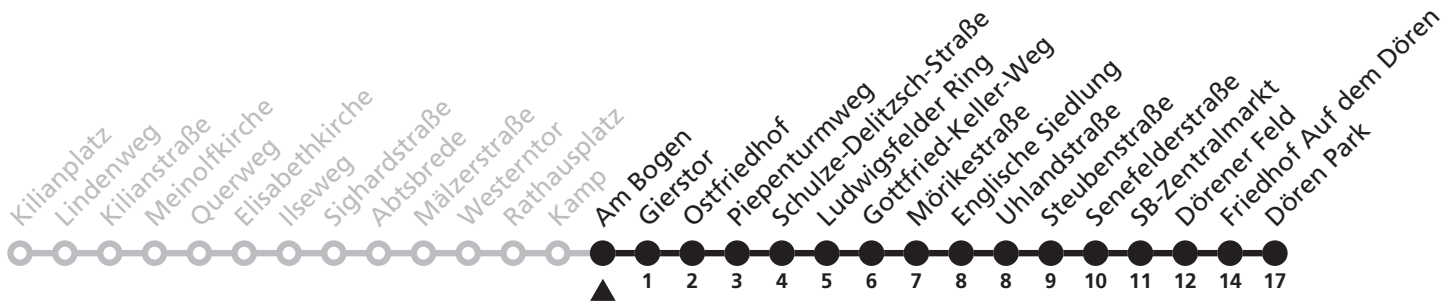 Kilianplatz
Lindenweg
Kilianstraße
Meinolfkirche
Querweg
Elisabethkirche
Ilseweg
Sighardstraße
Abtsbrede
Mälzerstraße
Westerntor
Rathausplatz
Kamp
Am Bogen
Gierstor
Ostfriedhof
Piepenturmweg
Schulze-Delitzsch-Straße
Ludwigsfelder Ring
Gottfried-Keller-Weg
Mörikestraße
Englische Siedlung
Uhlandstraße
Steubenstraße
Senefelderstraße
SB-Zentralmarkt
Dörener Feld
Friedhof Auf dem Dören
Dören Park
1 2 3 4 5 6 7 8 8 9 10 11 12 14 17